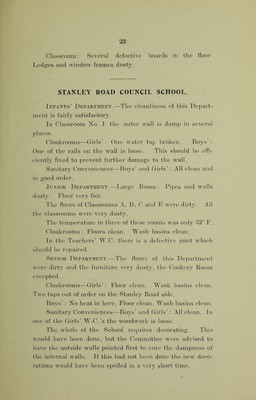 23
Classroom: Several defective boards in the floor.
Ledges and window frames dusty.
STANLEY ROAD COUNCIL SCHOOL.
Infants' Department.—The cleanliness of this Depart-
ment is fairly satisfactory.
In Classroom No. 1 the outer wall is damp in several
places.
Cloakrooms—Girls': One water tap broken. Boys':
One of the rails on the wall is loose. This should be effi-
ciently fixed to prevent further damage to the wall.
Sanitary Conveniences—Boys' and Girls': All clean and
in good order.
Junior Department.—Large Room: Pipes and walls
dusty. Floor very fair.
The floors of Classrooms A, B, C and E were dirty. All
the classrooms were very dusty.
The temperature in three of these rooms was only 52° F.
Cloakrooms: Floors clean. Wash basins clean.
In the Teachers' W.C. there is a defective joint which
should be repaired.
Senior Department.—The floors of this Department
were dirty and the furniture very dusty, the Cookery Room
excepted.
Cloakrooms—Girls': Floor clean. Wash basins clean.
Two taps out of order on the Stanley Road side.
Boys': No heat in here. Floor clean. Wash basins clean.
Sanitary Conveniences—Boys' and Girls': All clean. In
one of the Girls' W.C.'s the woodwork is loose.
The whole of the School requires decorating. This
would have been done, but the Committee were advised to
have the outside walls pointed first to cure the dampness of
the internal walls. If this had not been done the new deco-
rations would have been spoiled in a very short time.